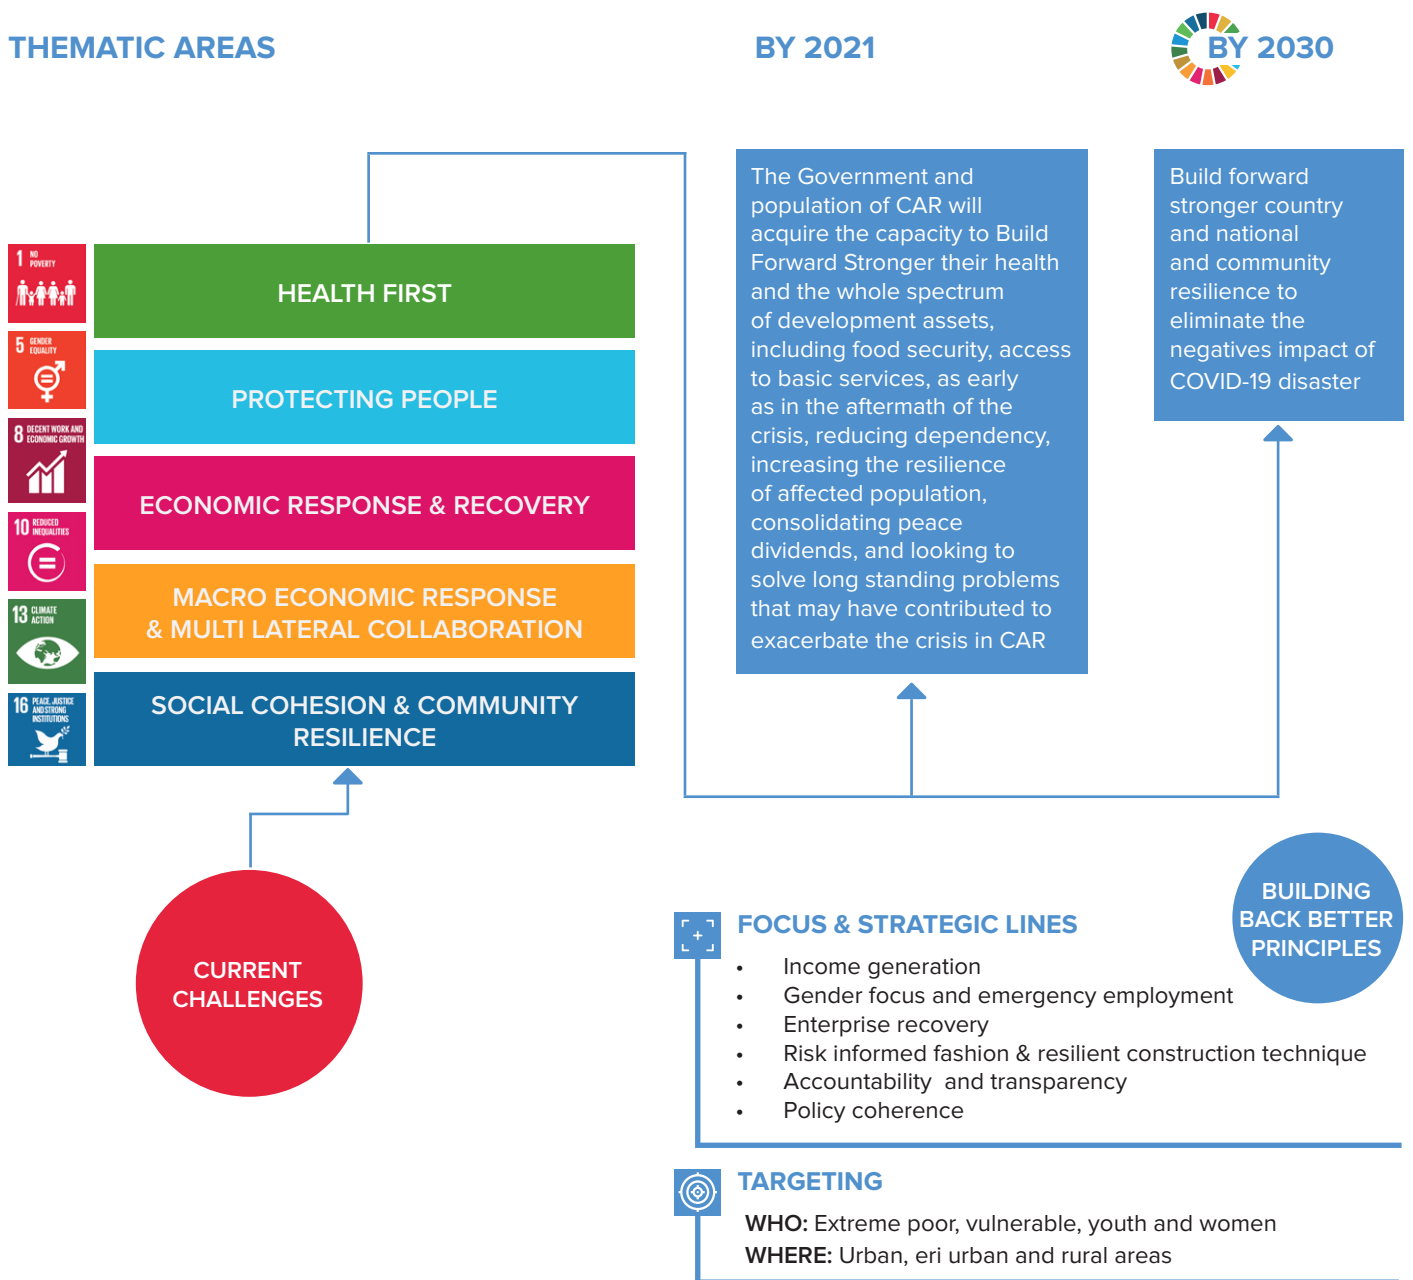 THEMATIC AREAS
BY 2021
BY 2030
1 NO
POVERTY
5 GENDER
EQUALITY
8 DECENT WORK AND
ECONOMIC GROWTH
10 REDUCED
INEQUALITIES
13 CLIMATE
ACTION
16 PEACE, JUSTICE
AND STRONG
INSTITUTIONS
HEALTH FIRST
PROTECTING PEOPLE
ECONOMIC RESPONSE & RECOVERY
MACRO ECONOMIC RESPONSE
& MULTI LATERAL COLLABORATION
SOCIAL COHESION & COMMUNITY
RESILIENCE
CURRENT
CHALLENGES
The Government and
population of CAR will
acquire the capacity to Build
Forward Stronger their health
and the whole spectrum
of development assets,
including food security, access
to basic services, as early
as in the aftermath of the
crisis, reducing dependency,
increasing the resilience
of affected population,
consolidating peace
dividends, and looking to
solve long standing problems
that may have contributed to
exacerbate the crisis in CAR
Build forward
stronger country
and national
and community
resilience to
eliminate the
negatives impact of
COVID-19 disaster
BUILDING
BACK BETTER
PRINCIPLES
FOCUS & STRATEGIC LINES
• Income generation
• Gender focus and emergency employment
• Enterprise recovery
• Risk informed fashion & resilient construction technique
• Accountability and transparency
• Policy coherence
TARGETING
WHO: Extreme poor, vulnerable, youth and women
WHERE: Urban, eri urban and rural areas